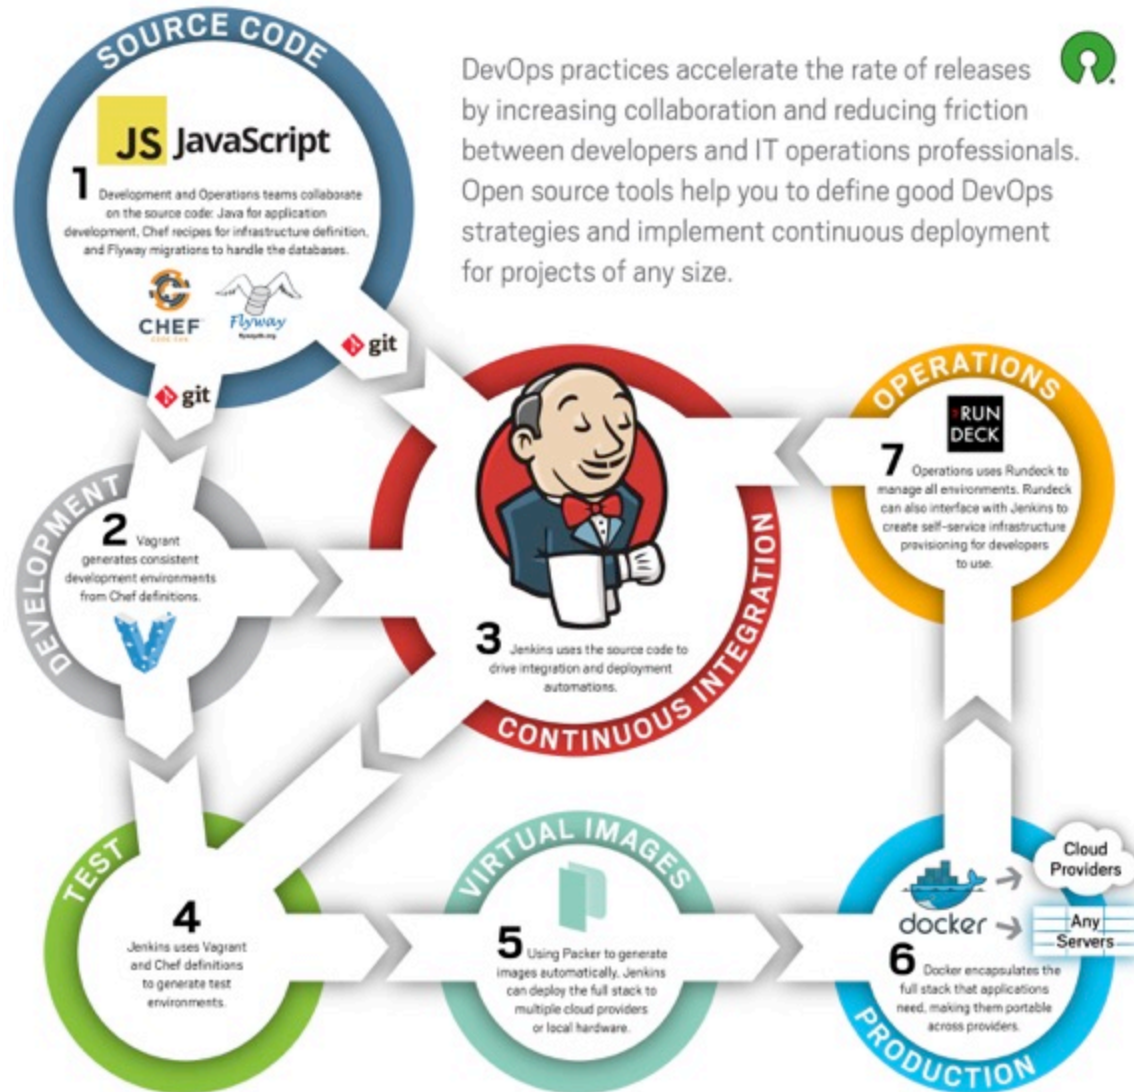 SOURCE CODE
JS JavaScript
1 Development and Operations teams collaborate
on the source code: Java for application
development, Chef recipes for infrastructure definition,
and Flyway migrations to handle the databases.
CHEF
CODE CAN
Flyway
flywaydb.org
git
git
DevOps practices accelerate the rate of releases
by increasing collaboration and reducing friction
between developers and IT operations professionals.
Open source tools help you to define good DevOps
strategies and implement continuous deployment
for projects of any size.
DEVELOPMENT
2 Vagrant
generates consistent
development environments
from Chef definitions.
3 Jenkins uses the source code to
drive integration and deployment
automations.
CONTINUOUS INTEGRATION
OPERATIONS
RUN
DECK
7 Operations uses Rundeck to
manage all environments. Rundeck
can also interface with Jenkins to
create self-service infrastructure
provisioning for developers
to use.
TEST
4
Jenkins uses Vagrant
and Chef definitions
to generate test
environments.
VIRTUAL IMAGES
5 Using Packer to generate
images automatically, Jenkins
can deploy the full stack to
multiple cloud providers
or local hardware.
docker
Cloud
Providers
Any
Servers
6 Docker encapsulates the
full stack that applications
need, making them portable
across providers.
PRODUCTION